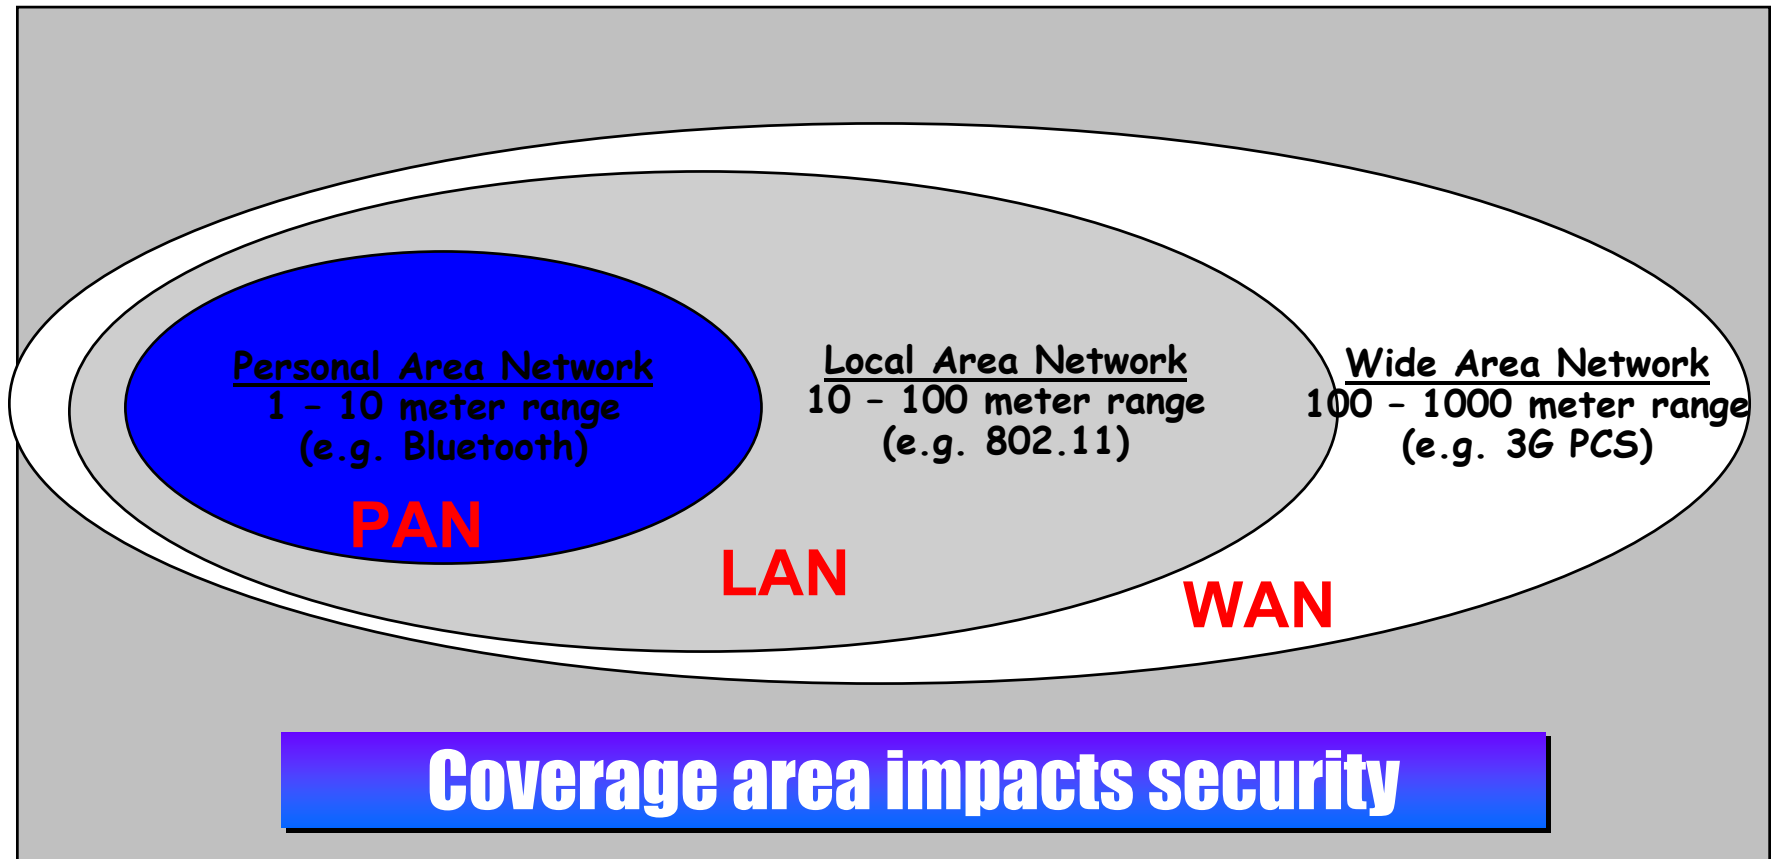 Personal Area Network
1 – 10 meter range
(e.g. Bluetooth)
PAN
Local Area Network
10 – 100 meter range
(e.g. 802.11)
LAN
Wide Area Network
100 – 1000 meter range
(e.g. 3G PCS)
WAN
Coverage area impacts security